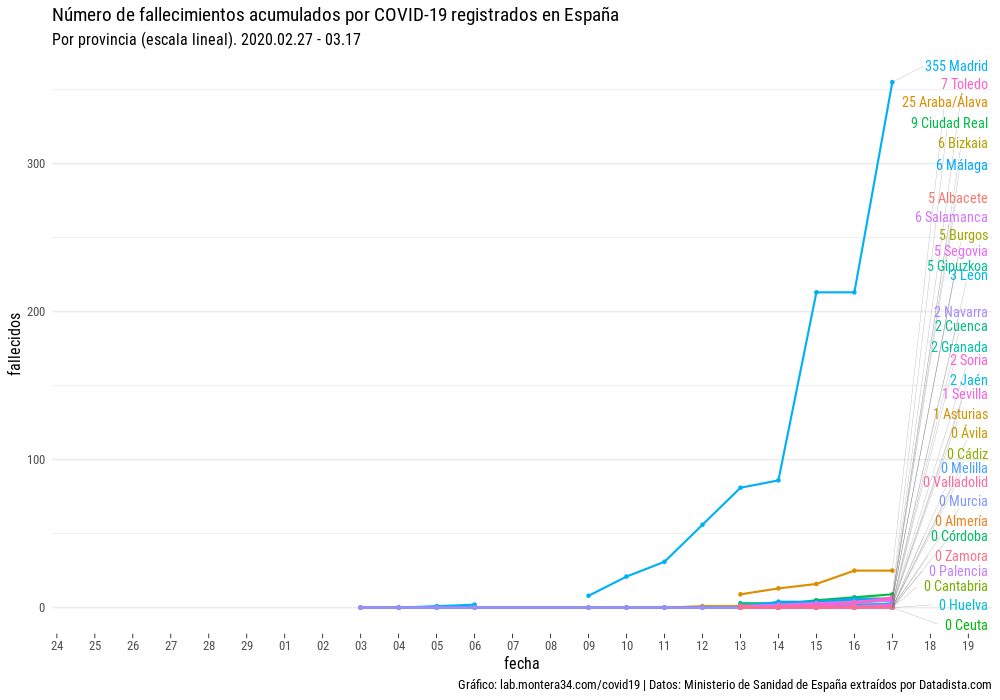 Número de fallecimientos acumulados por COVID-19 registrados en España
Por provincia (escala lineal). 2020.02.27 - 03.17
355 Madrid
7 Toledo
25 Araba/Álava
9 Ciudad Real
6 Bizkaia
6 Málaga
5 Albacete
6 Salamanca
5 Burgos
5 Segovia
5 Gipuzkoa
3 León
2 Navarra
2 Cuenca
2 Granada
2 Soria
2 Jaén
1 Sevilla
1 Asturias
0 Ávila
0 Cádiz
0 Melilla
0 Valladolid
0 Murcia
0 Almería
0 Córdoba
0 Zamora
0 Palencia
0 Cantabria
0 Huelva
0 Ceuta
fallecidos
300
200
100
0
24 25 26 27 28 29 01 02 03 04 05 06 07 08 09 10 11 12 13 14 15 16 17 18 19
fecha
Gráfico: lab.montera34.com/covid19 | Datos: Ministerio de Sanidad de España extraídos por Datadista.com